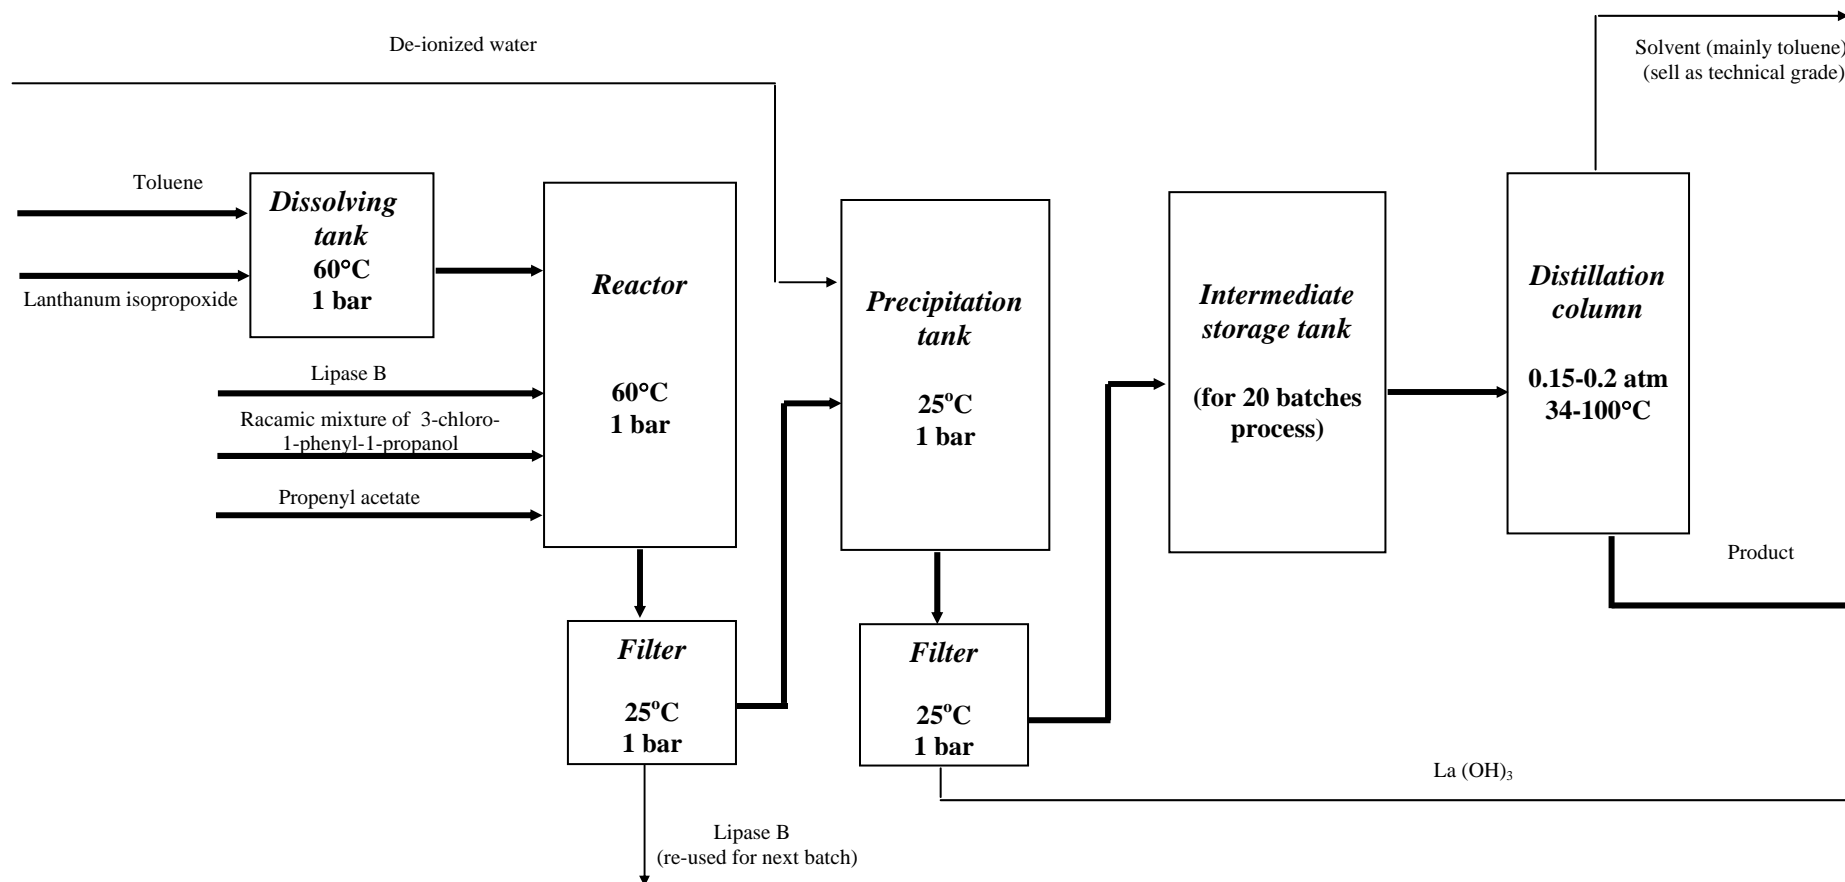 De-ionized water
Solvent (mainly toluene)
(sell as technical grade)
Toluene
Lanthanum isopropoxide
Dissolving
tank
60°C
1 bar
Lipase B
Racamic mixture of 3-chloro-
1-phenyl-1-propanol
Propenyl acetate
Reactor
60°C
1 bar
Filter
25°C
1 bar
Lipase B
(re-used for next batch)
Precipitation
tank
25°C
1 bar
Filter
25°C
1 bar
La (OH)₃
Intermediate
storage tank
(for 20 batches
process)
Distillation
column
0.15-0.2 atm
34-100°C
Product